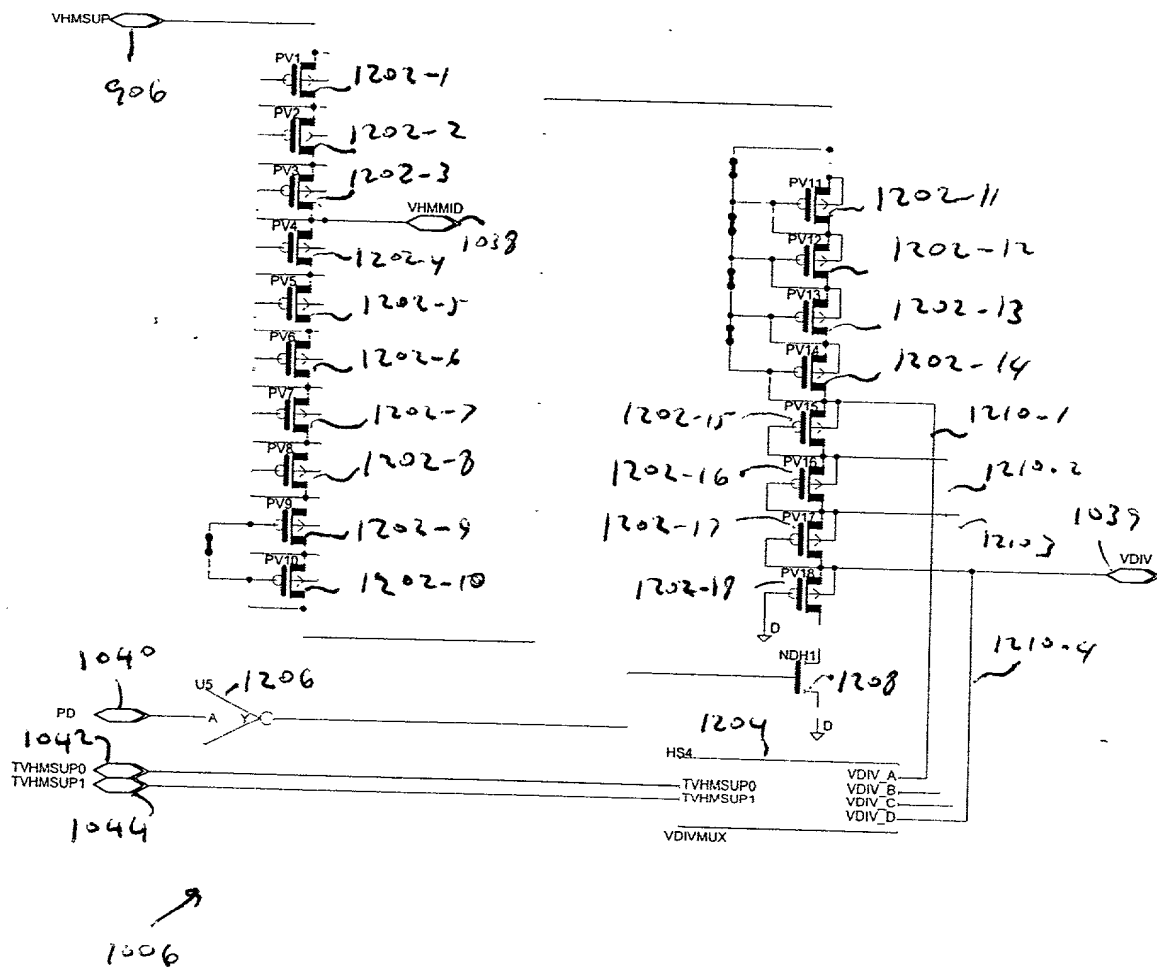 VHMSUP
906
PV1
1202-1
PV2
1202-2
PV3
1202-3
VHMMID
1038
PV4
1202-4
PV5
1202-5
PV6
1202-6
PV7
1202-7
PV8
1202-8
PV9
1202-9
PV10
1202-10
PV11
1202-11
PV12
1202-12
PV13
1202-13
PV14
1202-14
1202-15
PV15
1210-1
1202-16
PV16
1210-2
1202-17
PV17
1210 3
1039
VDIV
1202-18
PV18
D
1210-4
NDH1
1208
D
1040
U5
1206
PD
A
Y
1042
TVHMSUP0
TVHMSUP1
1044
1204
HS4
TVHMSUP0
TVHMSUP1
VDIV_A
VDIV_B
VDIV_C
VDIV_D
VDIVMUX
1006